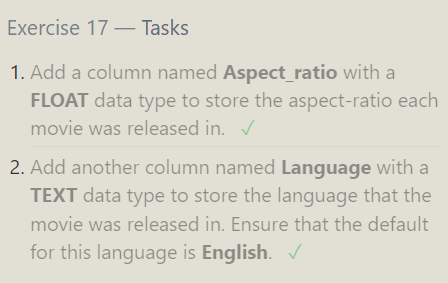 Exercise 17 — Tasks
1. Add a column named Aspect_ratio with a
FLOAT data type to store the aspect-ratio each
movie was released in. ✓
2. Add another column named Language with a
TEXT data type to store the language that the
movie was released in. Ensure that the default
for this language is English. ✓